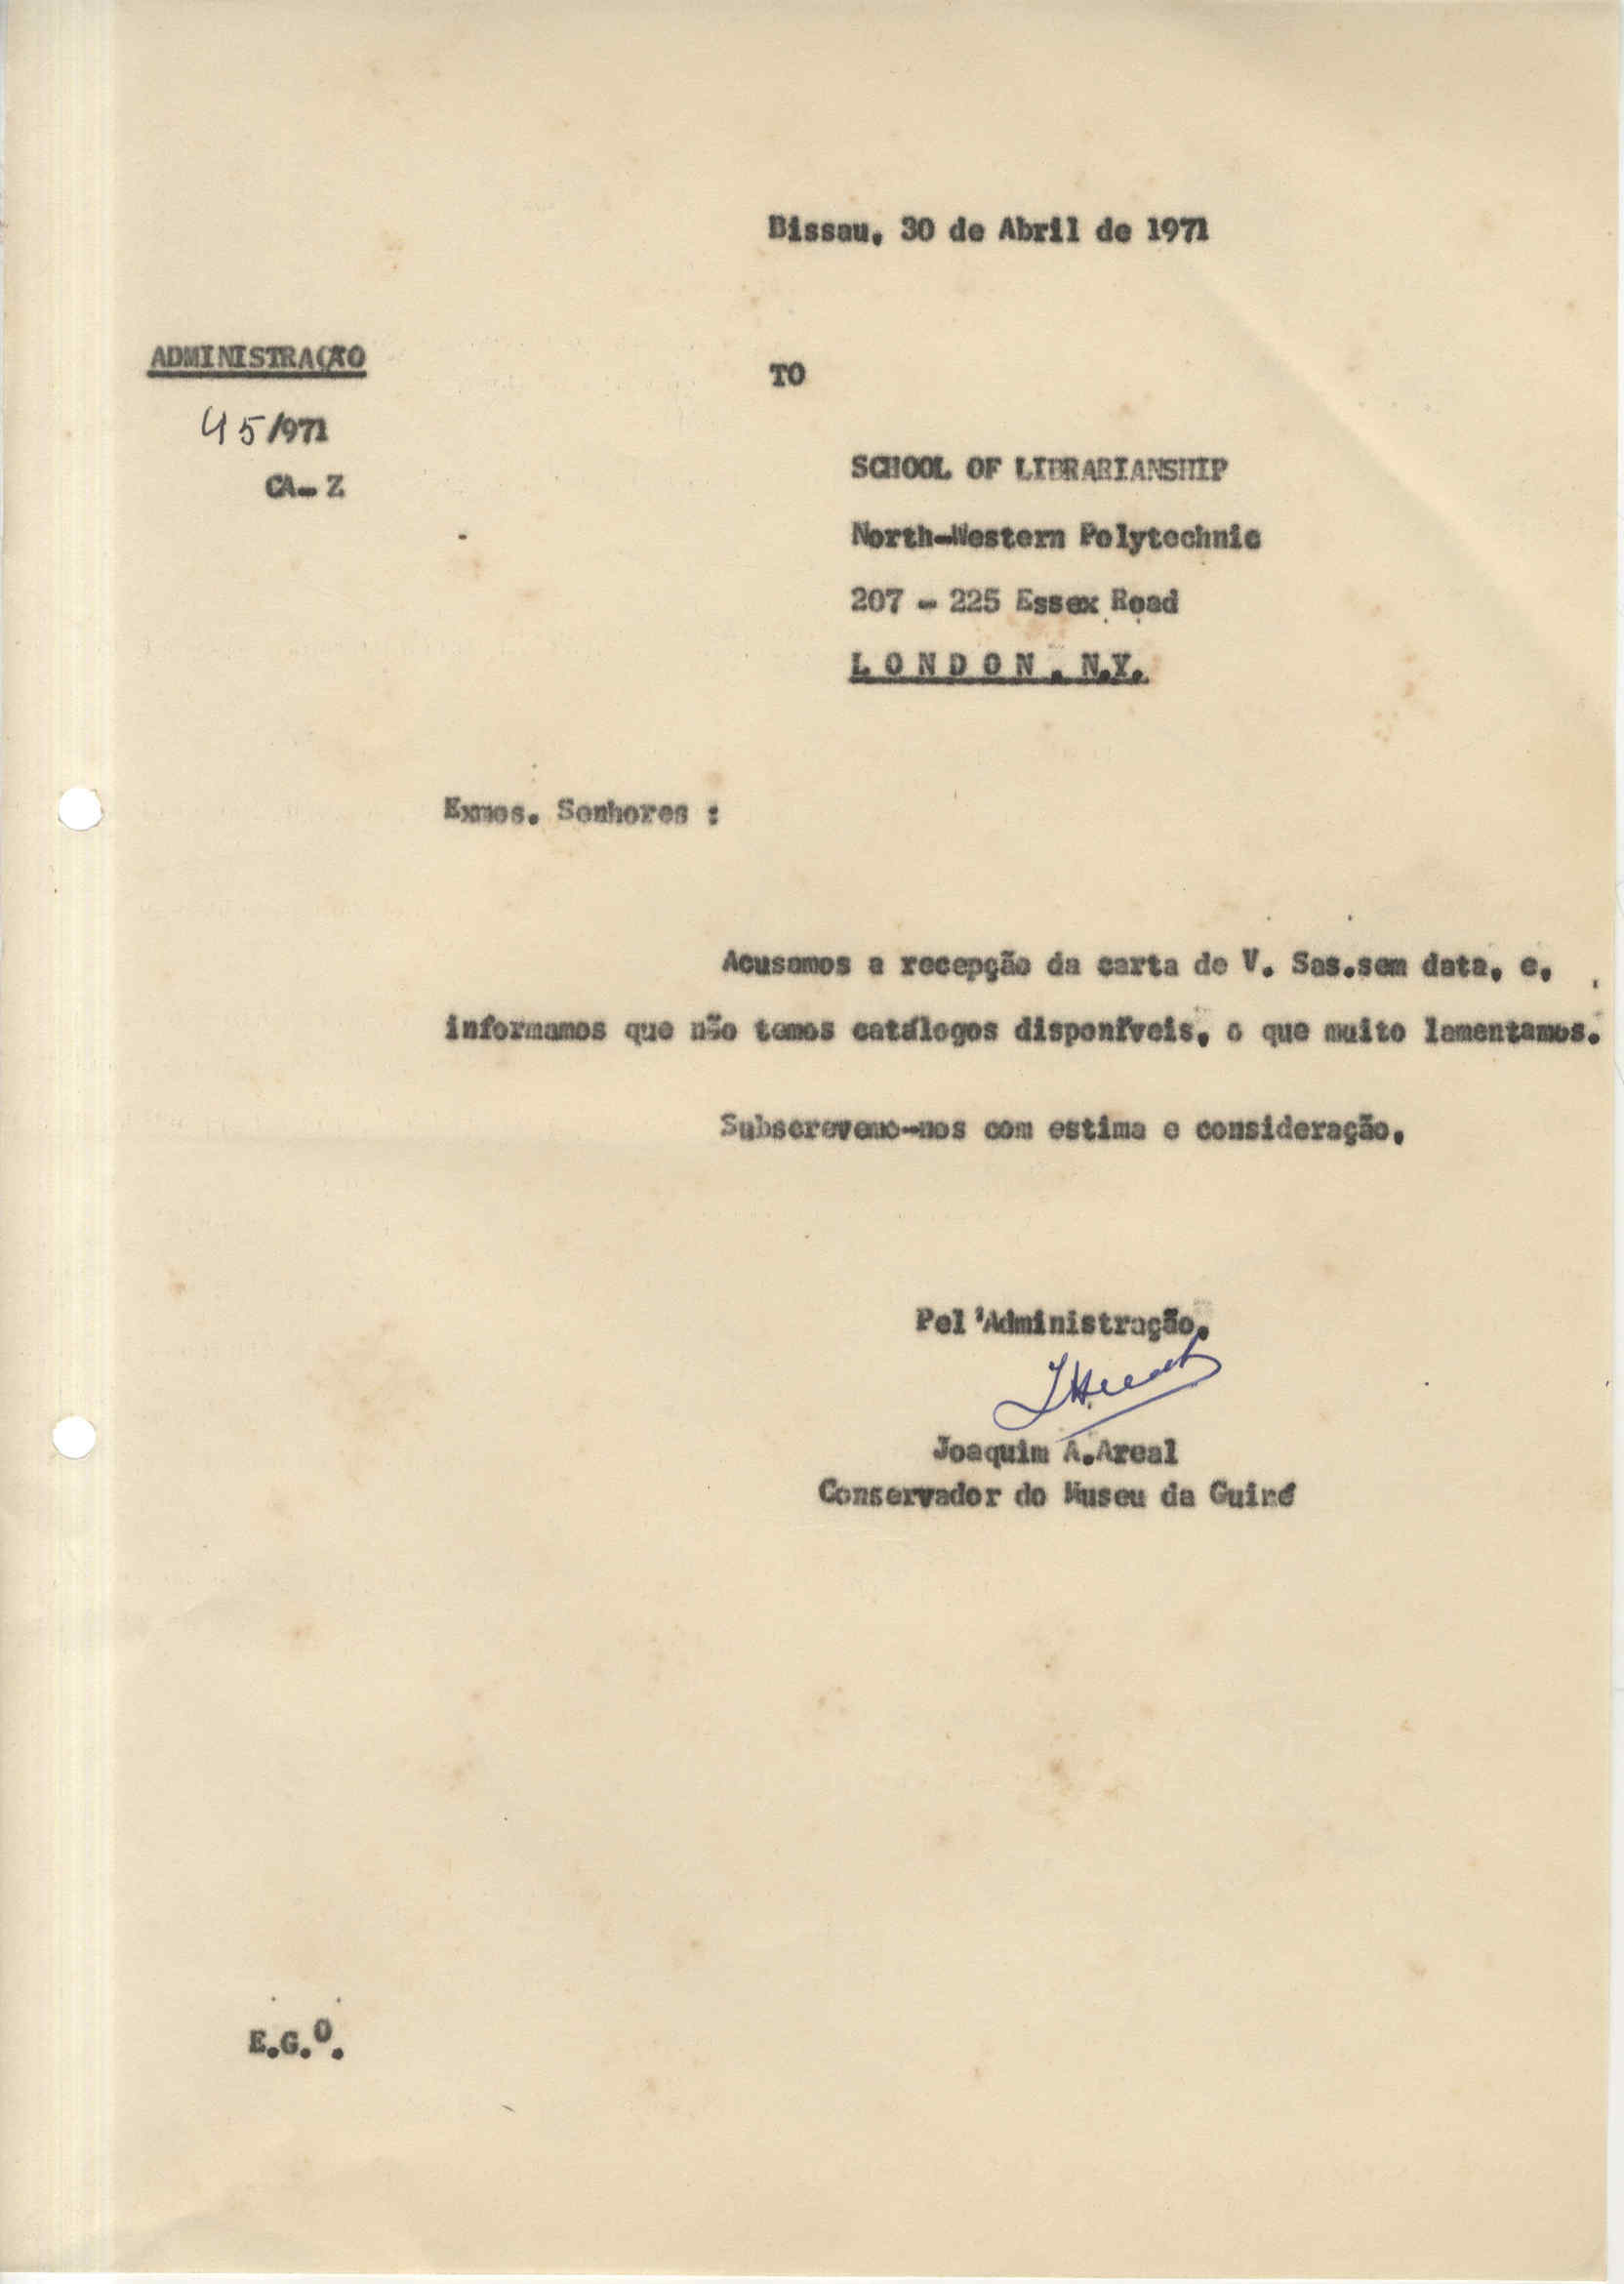 Bissau, 30 de Abril de 1971
ADMINISTRAÇÃO
TO
45/971
CA- Z
SCHOOL OF LIBRARIANSHIP
North-Western Polytechnic
207 - 225 Essex Road
LONDON. N.Y.
Exmos. Senhores :
Acusamos a recepção da carta de V. Sas.sem data, e,
informamos que não temos catálogos disponíveis, o que muito lamentamos.
Subscrevemo-nos com estima e consideração,
Pel'Administração,
Joaquim A.Areal
Conservador do Museu da Guiné
E.G.O.